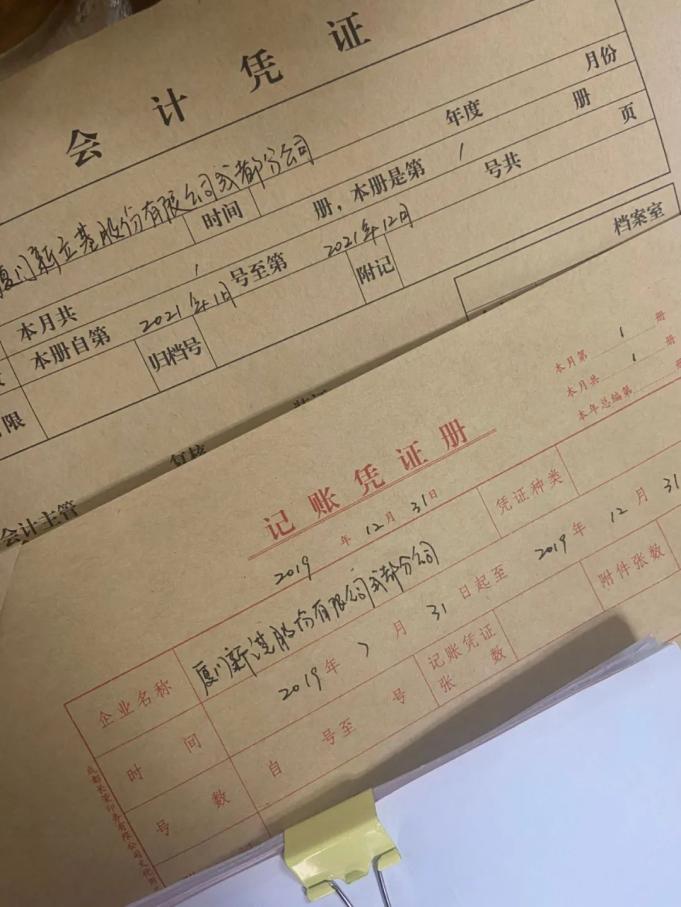 会计凭证
厦门新立基股份有限公司成都分公司
时间 年度 月份
本月共 1 册，本册是第 1 册
本册自第 2021年1月 号至第 2021年12月 号共 页
归档号 附记
档案室
限
复核
会计主管
记账凭证册
2019 年 12 月 31 日
本月第 1 册
本月共 1 册
本年总编第 册
企业名称 厦门新 股份有限公司成都分公司
凭证种类
时间 2019 年 7 月 31 日起至 2019 年 12 月 31
号数 自 号至 号
记账凭证张数
附件张数